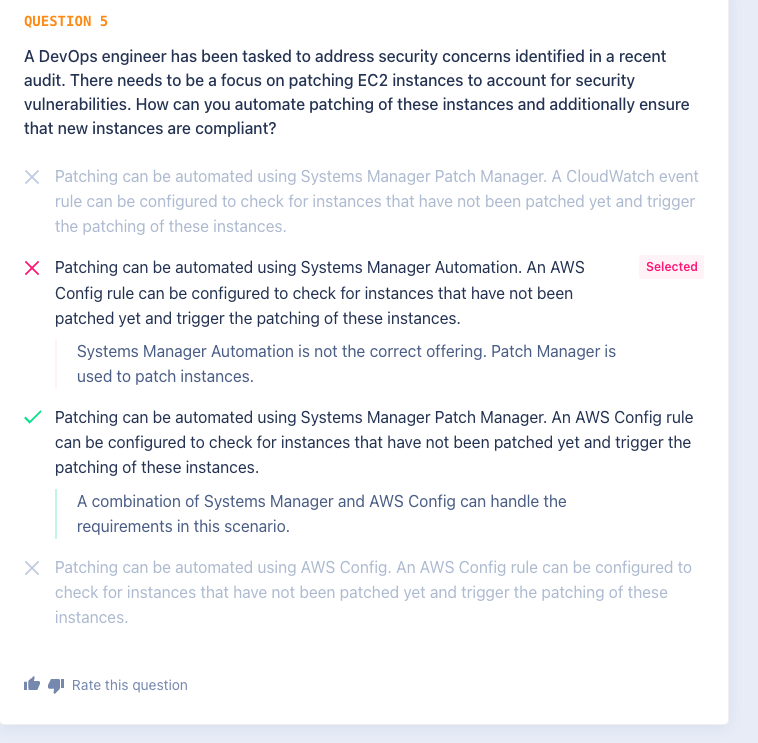 QUESTION 5
A DevOps engineer has been tasked to address security concerns identified in a recent
audit. There needs to be a focus on patching EC2 instances to account for security
vulnerabilities. How can you automate patching of these instances and additionally ensure
that new instances are compliant?
Patching can be automated using Systems Manager Patch Manager. A CloudWatch event
rule can be configured to check for instances that have not been patched yet and trigger
the patching of these instances.
Patching can be automated using Systems Manager Automation. An AWS
Config rule can be configured to check for instances that have not been
patched yet and trigger the patching of these instances.
Selected
Systems Manager Automation is not the correct offering. Patch Manager is
used to patch instances.
Patching can be automated using Systems Manager Patch Manager. An AWS Config rule
can be configured to check for instances that have not been patched yet and trigger the
patching of these instances.
A combination of Systems Manager and AWS Config can handle the
requirements in this scenario.
Patching can be automated using AWS Config. An AWS Config rule can be configured to
check for instances that have not been patched yet and trigger the patching of these
instances.
Rate this question